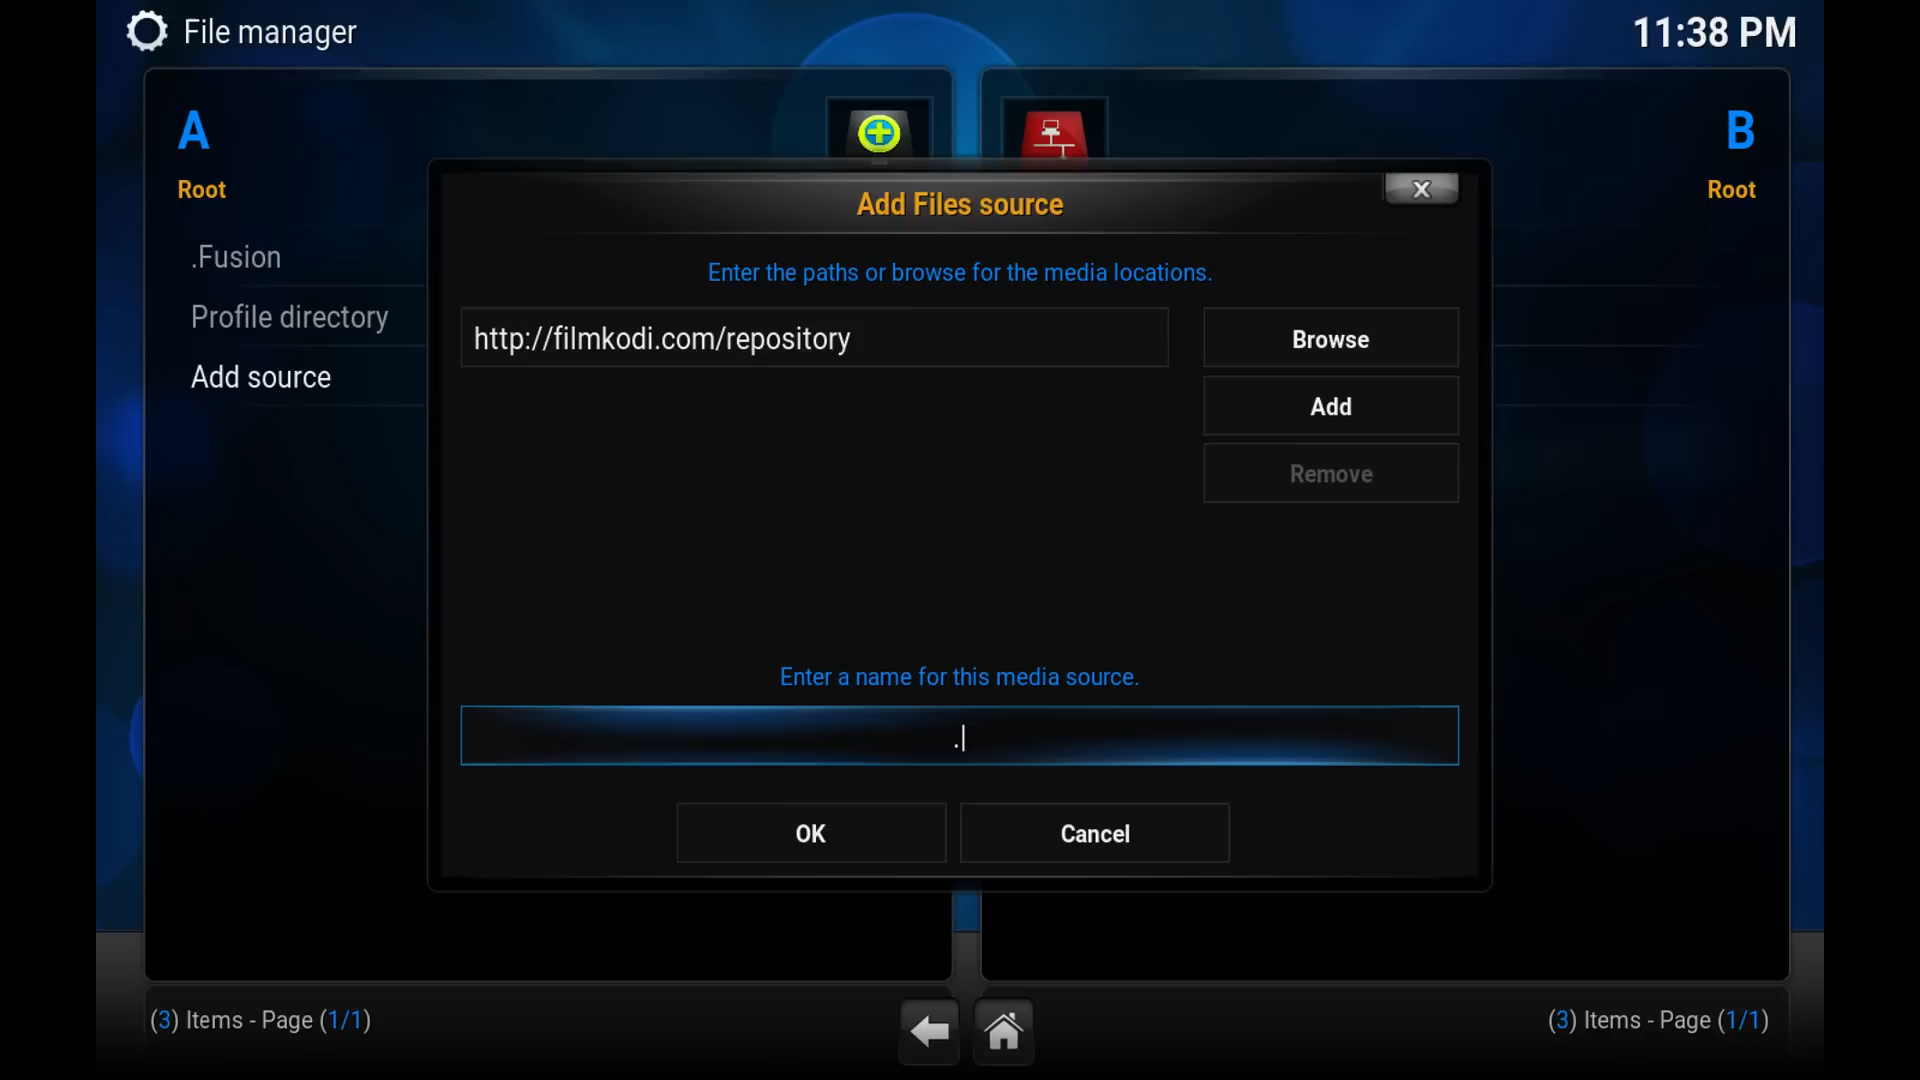 File manager
11:38 PM
A
B
Root
Root
.Fusion
Profile directory
Add source
Add Files source
X
Enter the paths or browse for the media locations.
http://filmkodi.com/repository
Browse
Add
Remove
Enter a name for this media source.
.
OK
Cancel
(3) Items - Page (1/1)
(3) Items - Page (1/1)